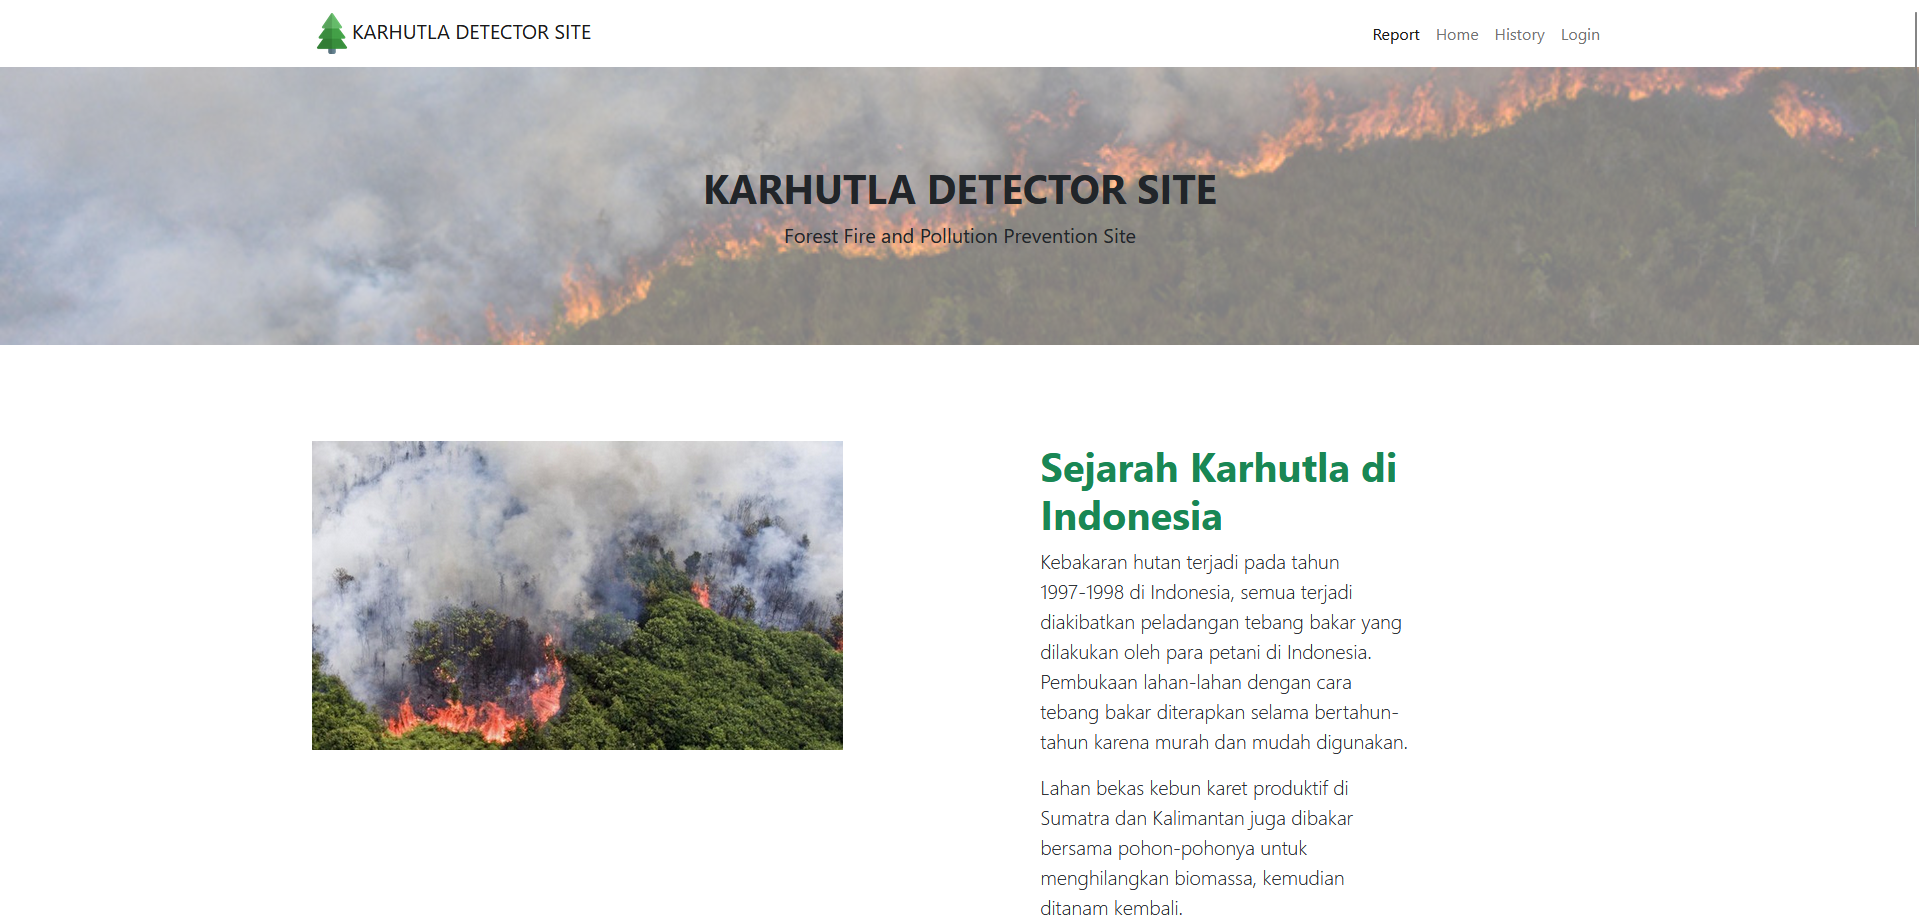 KARHUTLA DETECTOR SITE
Report Home History Login
KARHUTLA DETECTOR SITE
Forest Fire and Pollution Prevention Site
Sejarah Karhutla di
Indonesia
Kebakaran hutan terjadi pada tahun
1997-1998 di Indonesia, semua terjadi
diakibatkan peladangan tebang bakar yang
dilakukan oleh para petani di Indonesia.
Pembukaan lahan-lahan dengan cara
tebang bakar diterapkan selama bertahun-
tahun karena murah dan mudah digunakan.
Lahan bekas kebun karet produktif di
Sumatra dan Kalimantan juga dibakar
bersama pohon-pohonya untuk
menghilangkan biomassa, kemudian
ditanam kembali.